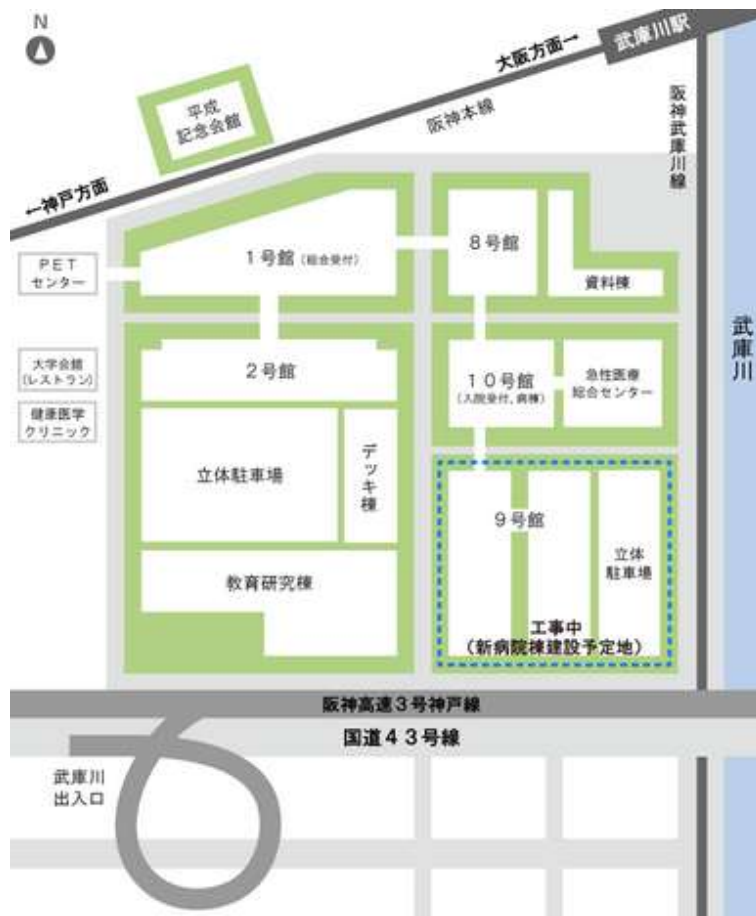 N
大阪方面→
武庫川駅
平成
記念会館
阪神本線
阪神武庫川線
←神戸方面
PET
センター
1号館(総合受付)
8号館
資料棟
武庫川
大学会館
(レストラン)
2号館
10号館
(入院受付、病棟)
急性医療
総合センター
健康医学
クリニック
立体駐車場
デッキ棟
9号館
立体
駐車場
教育研究棟
工事中
(新病院棟建設予定地)
阪神高速3号神戸線
国道43号線
武庫川
出入口